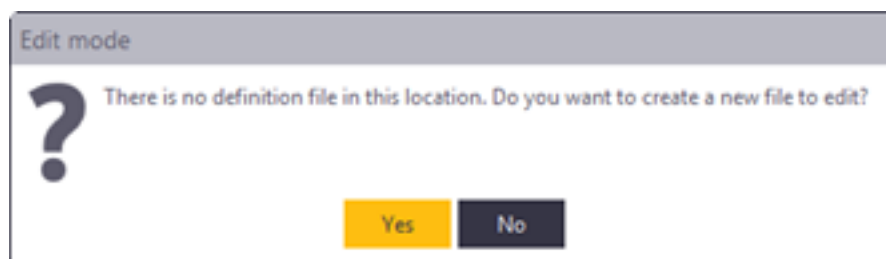 Edit mode
There is no definition file in this location. Do you want to create a new file to edit?
?
Yes No